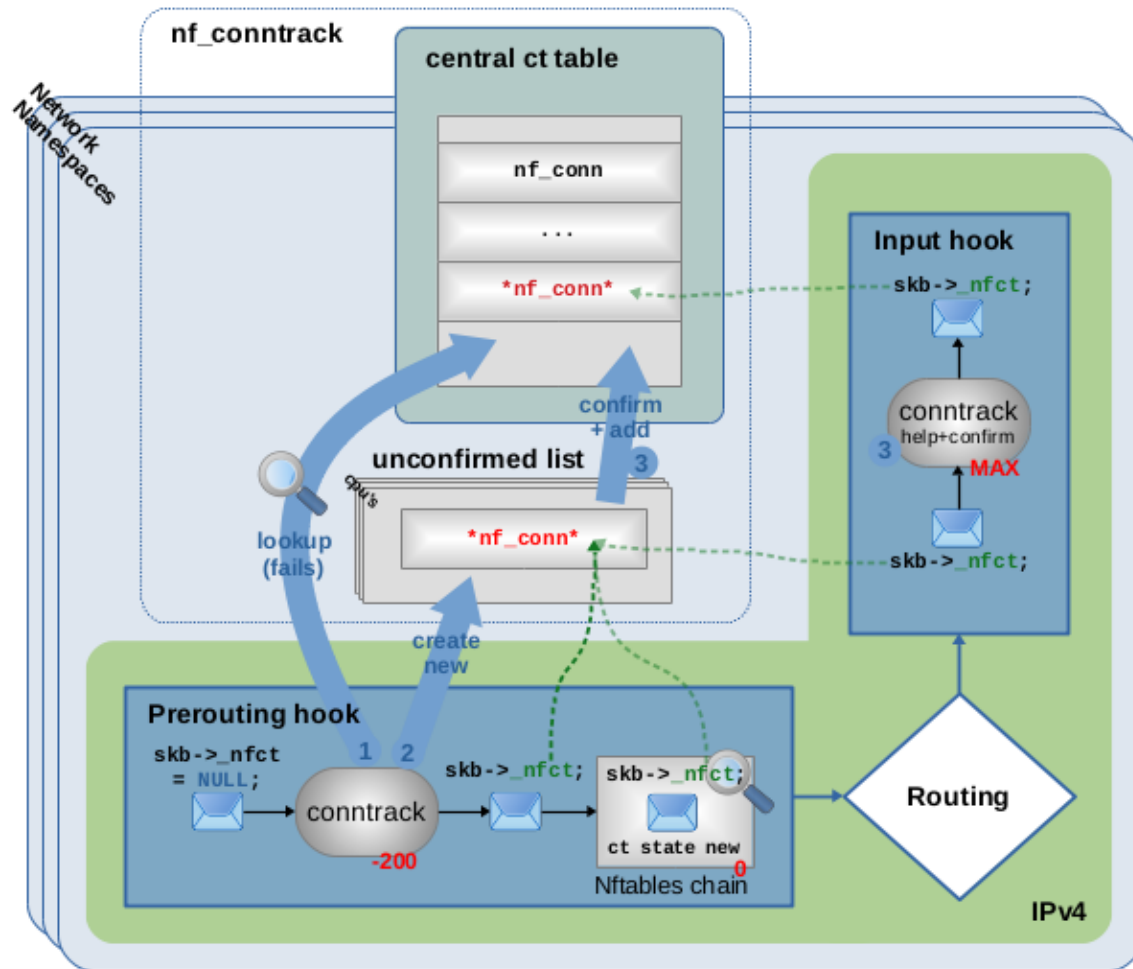 nf_conntrack
central ct table
Network
Namespaces
nf_conn
...
*nf_conn*
Input hook
skb->_nfct;
conntrack
help+confirm
3
MAX
skb->_nfct;
confirm
+ add
3
unconfirmed list
cpu's
*nf_conn*
lookup
(fails)
create
new
Prerouting hook
1
2
skb->_nfct
= NULL;
conntrack
-200
skb->_nfct;
skb->_nfct;
ct state new
0
Nftables chain
Routing
IPv4